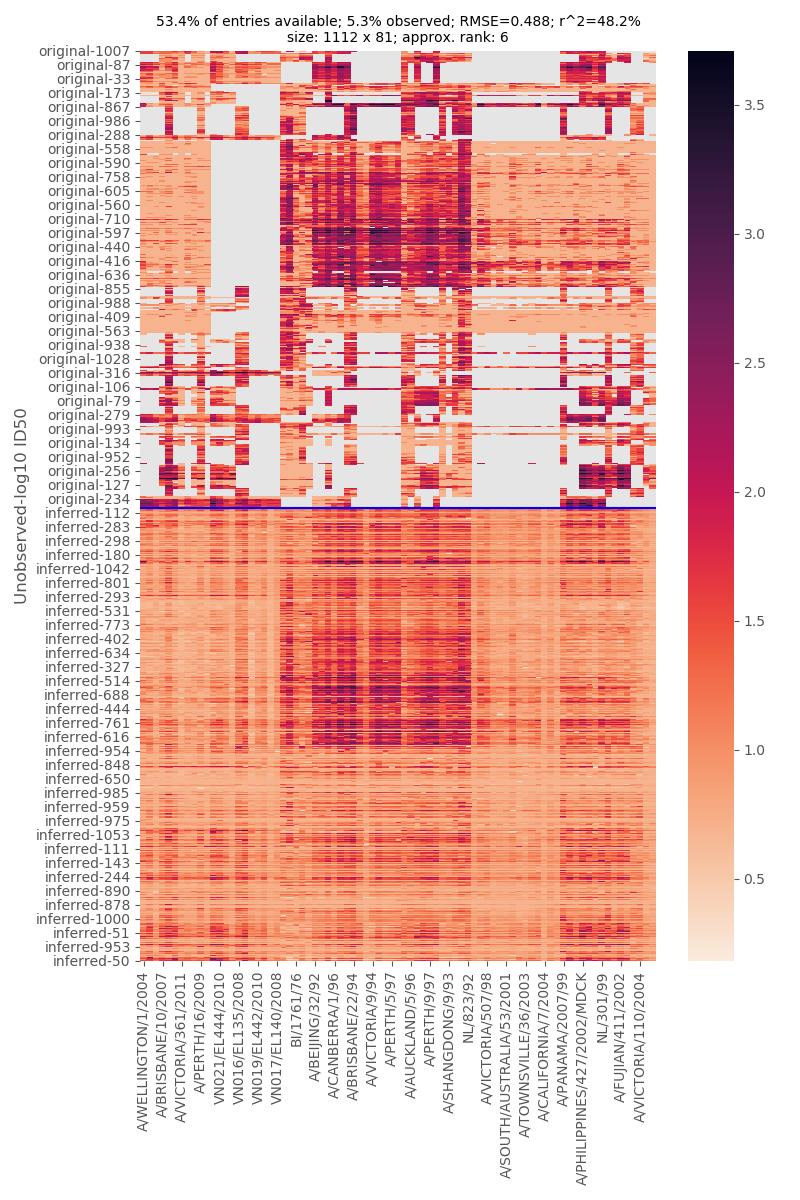 53.4% of entries available; 5.3% observed; RMSE=0.488; r^2=48.2%
size: 1112 x 81; approx. rank: 6
original-1007
original-87
original-33
original-173
original-867
original-986
original-288
original-558
original-590
original-758
original-605
original-560
original-710
original-597
original-440
original-416
original-636
original-855
original-988
original-409
original-563
original-938
original-1028
original-316
original-106
original-79
original-279
original-993
original-134
original-952
original-256
original-127
original-234
inferred-112
inferred-283
inferred-298
inferred-180
inferred-1042
inferred-801
inferred-293
inferred-531
inferred-773
inferred-402
inferred-634
inferred-327
inferred-514
inferred-688
inferred-444
inferred-761
inferred-616
inferred-954
inferred-848
inferred-650
inferred-985
inferred-959
inferred-975
inferred-1053
inferred-111
inferred-143
inferred-244
inferred-890
inferred-878
inferred-1000
inferred-51
inferred-953
inferred-50
Unobserved-log10 ID50
A/WELLINGTON/1/2004
A/BRISBANE/10/2007
A/VICTORIA/361/2011
A/PERTH/16/2009
VN021/EL444/2010
VN016/EL135/2008
VN019/EL442/2010
VN017/EL140/2008
BI/1761/76
A/BEIJING/32/92
A/CANBERRA/1/96
A/BRISBANE/22/94
A/VICTORIA/9/94
A/PERTH/5/97
A/AUCKLAND/5/96
A/PERTH/9/97
A/SHANGDONG/9/93
NL/823/92
A/VICTORIA/507/98
A/SOUTH/AUSTRALIA/53/2001
A/TOWNSVILLE/36/2003
A/CALIFORNIA/7/2004
A/PANAMA/2007/99
A/PHILIPPINES/427/2002/MDCK
NL/301/99
A/FUJIAN/411/2002
A/VICTORIA/110/2004
3.5
3.0
2.5
2.0
1.5
1.0
0.5